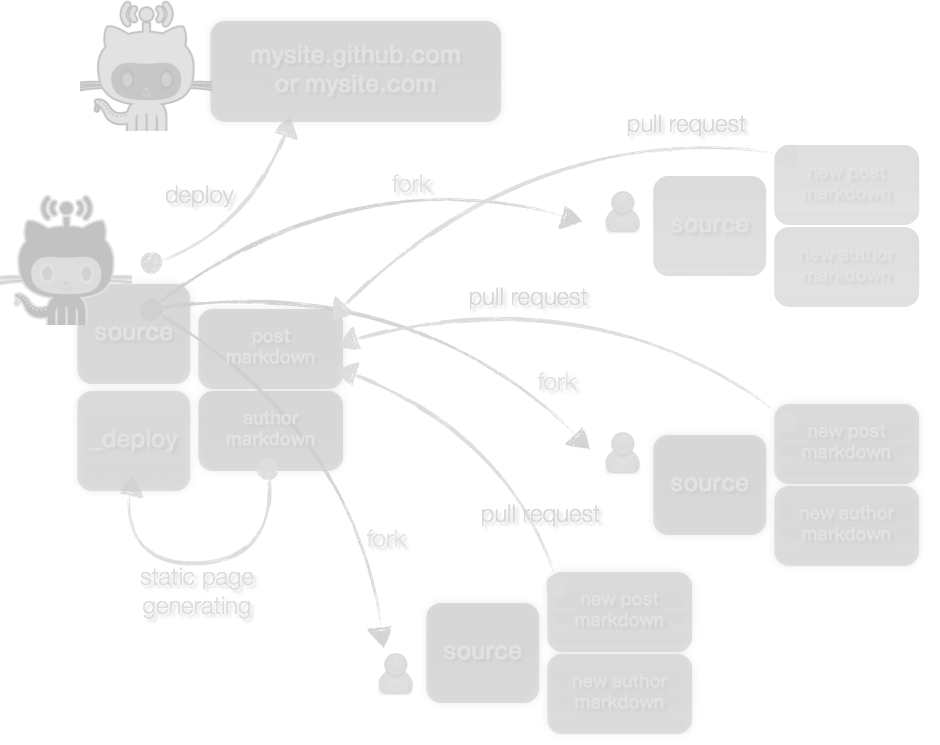 mysite.github.com
or mysite.com
pull request
deploy
fork
source
new post
markdown
new author
markdown
pull request
source
post
markdown
fork
_deploy
author
markdown
source
new post
markdown
new author
markdown
pull request
fork
static page
generating
source
new post
markdown
new author
markdown